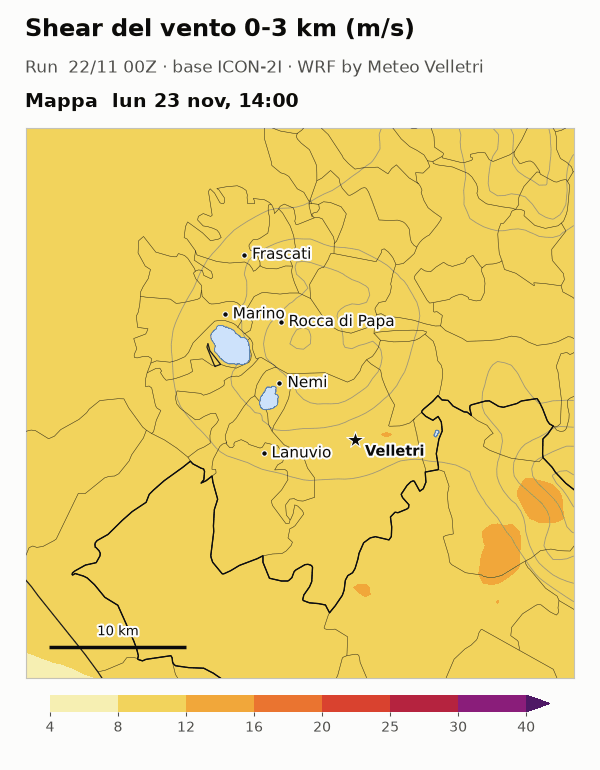 Shear del vento 0-3 km (m/s)
Run  22/11 00Z · base ICON-2I · WRF by Meteo Velletri
Mappa  lun 23 nov, 14:00
Frascati
Marino
Rocca di Papa
Nemi
Velletri
Lanuvio
10 km
4 8 12 16 20 25 30 40